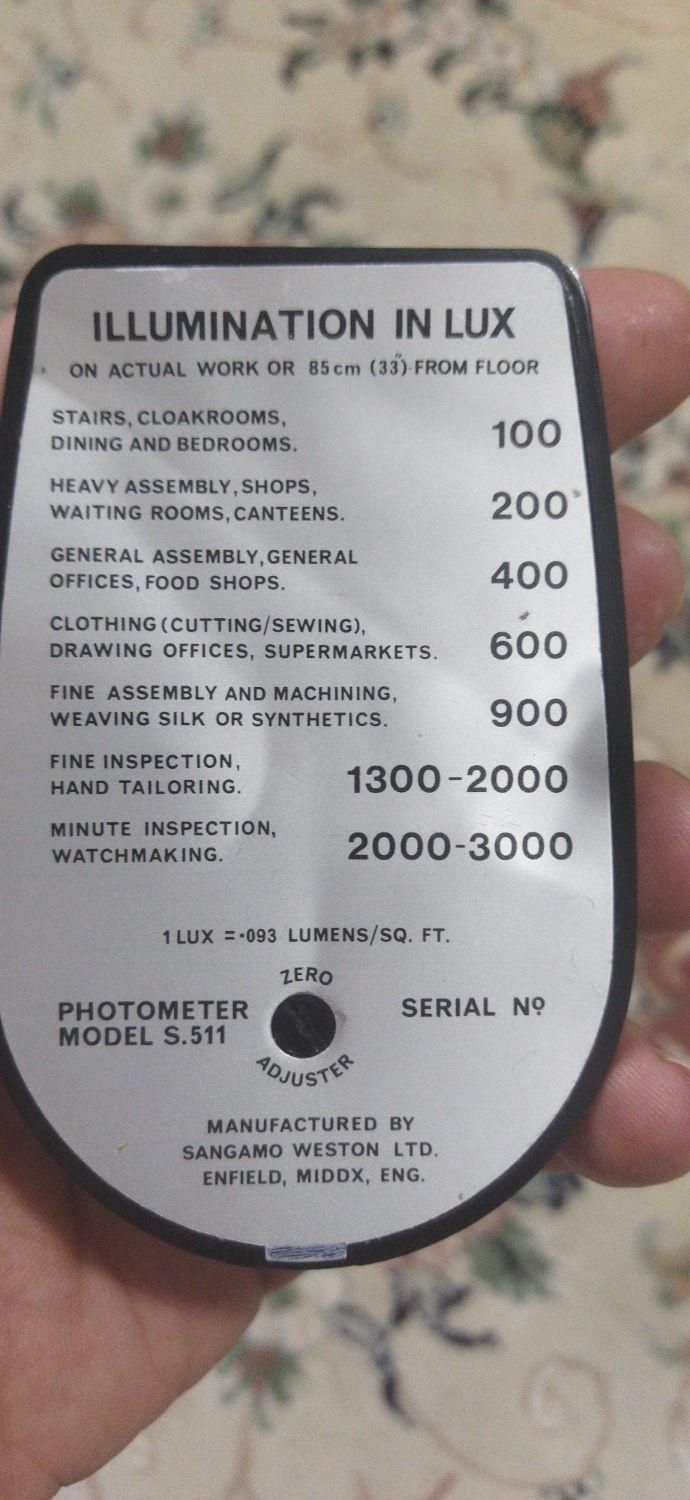 ILLUMINATION IN LUX
ON ACTUAL WORK OR 85cm (33") FROM FLOOR
STAIRS, CLOAKROOMS,
DINING AND BEDROOMS. 100
HEAVY ASSEMBLY, SHOPS,
WAITING ROOMS, CANTEENS. 200
GENERAL ASSEMBLY, GENERAL
OFFICES, FOOD SHOPS. 400
CLOTHING (CUTTING/SEWING),
DRAWING OFFICES, SUPERMARKETS. 600
FINE ASSEMBLY AND MACHINING,
WEAVING SILK OR SYNTHETICS. 900
FINE INSPECTION,
HAND TAILORING. 1300-2000
MINUTE INSPECTION,
WATCHMAKING. 2000-3000
1 LUX = ·093 LUMENS/SQ. FT.
ZERO
PHOTOMETER
MODEL S.511
SERIAL Nº
ADJUSTER
MANUFACTURED BY
SANGAMO WESTON LTD.
ENFIELD, MIDDX, ENG.